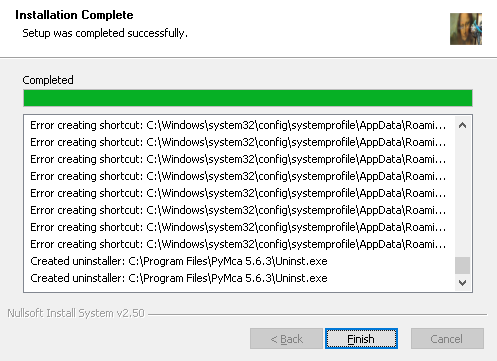 Installation Complete
Setup was completed successfully.
Completed
Error creating shortcut: C:\Windows\system32\config\systemprofile\AppData\Roami...
Error creating shortcut: C:\Windows\system32\config\systemprofile\AppData\Roami...
Error creating shortcut: C:\Windows\system32\config\systemprofile\AppData\Roami...
Error creating shortcut: C:\Windows\system32\config\systemprofile\AppData\Roami...
Error creating shortcut: C:\Windows\system32\config\systemprofile\AppData\Roami...
Error creating shortcut: C:\Windows\system32\config\systemprofile\AppData\Roami...
Error creating shortcut: C:\Windows\system32\config\systemprofile\AppData\Roami...
Error creating shortcut: C:\Windows\system32\config\systemprofile\AppData\Roami...
Created uninstaller: C:\Program Files\PyMca 5.6.3\Uninst.exe
Created uninstaller: C:\Program Files\PyMca 5.6.3\Uninst.exe
Nullsoft Install System v2.50
< Back
Finish
Cancel